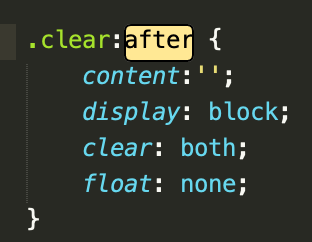 .clear:after {
    content:'';
    display: block;
    clear: both;
    float: none;
}